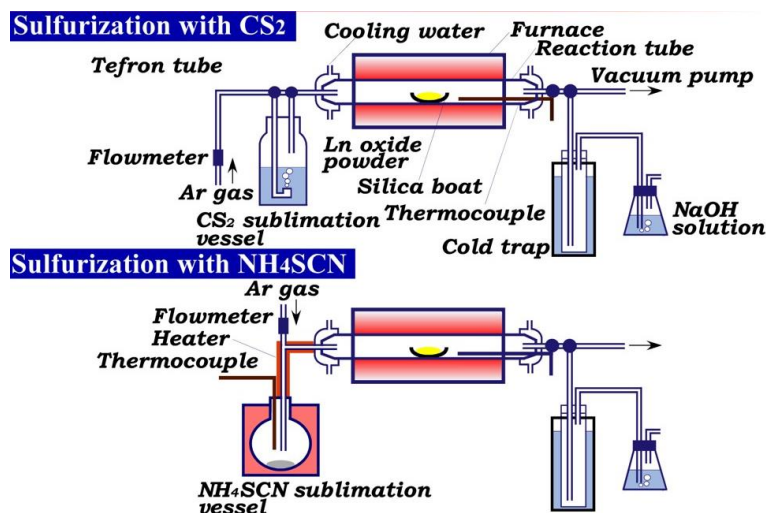 Sulfurization with CS2
Cooling water
Furnace
Reaction tube
Tefron tube
Vacuum pump
Flowmeter
Ln oxide
powder
Ar gas
Silica boat
CS2 sublimation
vessel
Thermocouple
Cold trap
NaOH
solution
Sulfurization with NH4SCN
Ar gas
Flowmeter
Heater
Thermocouple
NH4SCN sublimation
vessel